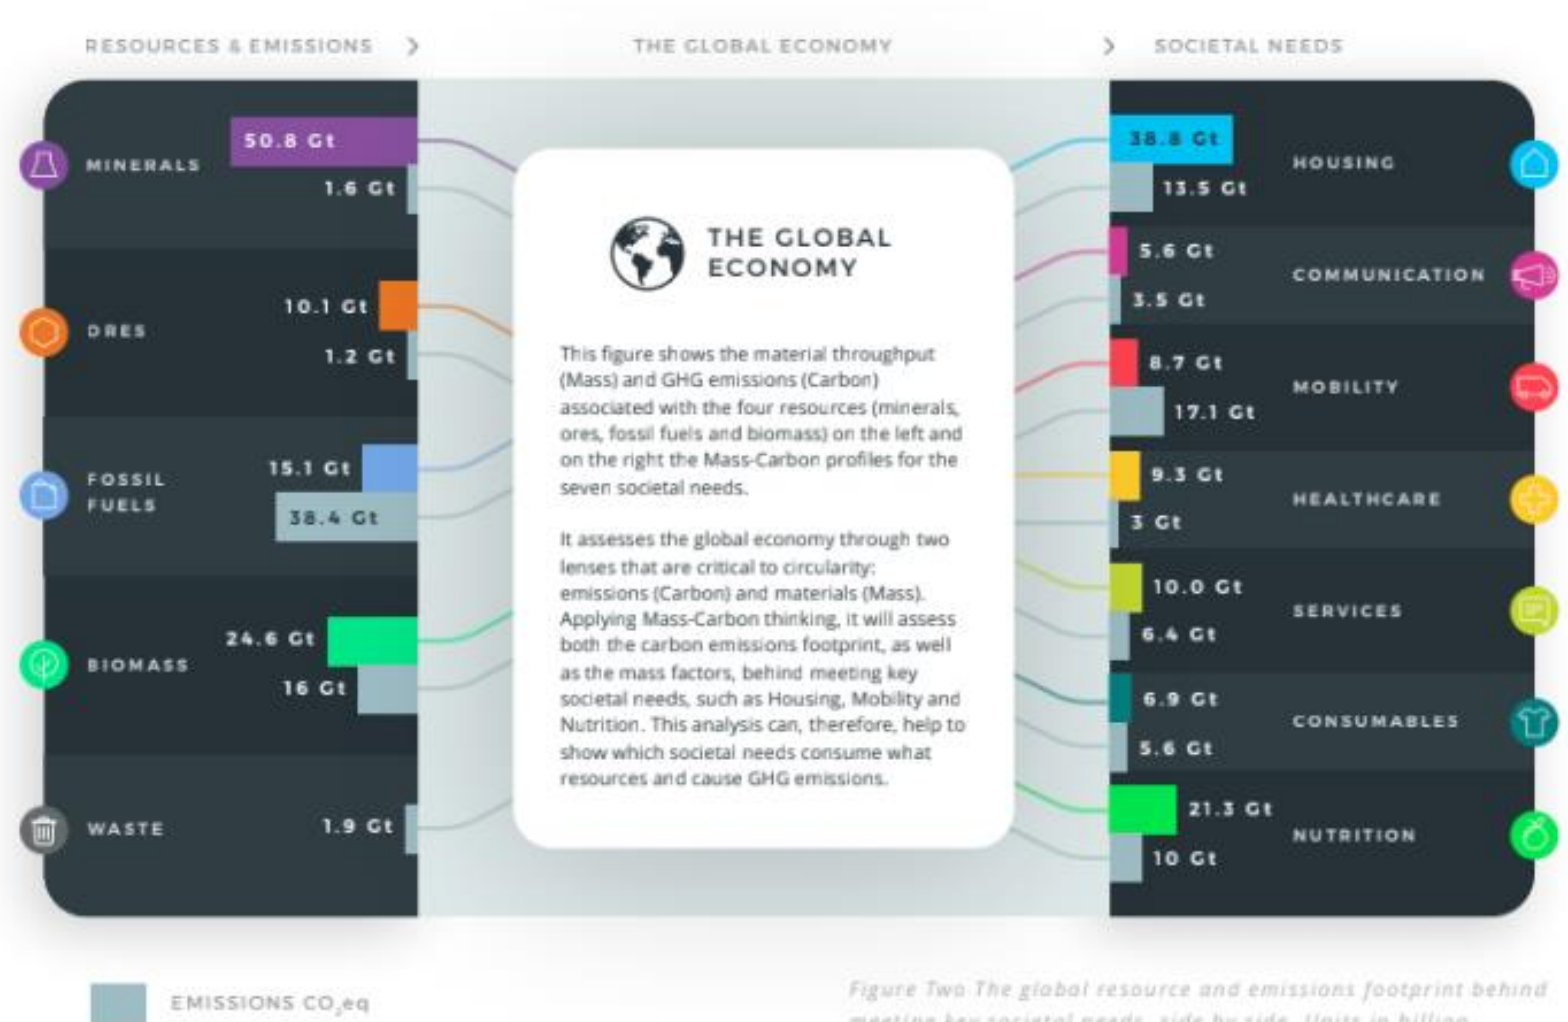 RESOURCES & EMISSIONS >
THE GLOBAL ECONOMY
> SOCIETAL NEEDS
MINERALS
50.8 Gt
1.6 Gt
ORES
10.1 Gt
1.2 Gt
FOSSIL
FUELS
15.1 Gt
38.4 Gt
BIOMASS
24.6 Gt
16 Gt
WASTE
1.9 Gt
THE GLOBAL
ECONOMY
This figure shows the material throughput
(Mass) and GHG emissions (Carbon)
associated with the four resources (minerals,
ores, fossil fuels and biomass) on the left and
on the right the Mass-Carbon profiles for the
seven societal needs.
It assesses the global economy through two
lenses that are critical to circularity:
emissions (Carbon) and materials (Mass).
Applying Mass-Carbon thinking, it will assess
both the carbon emissions footprint, as well
as the mass factors, behind meeting key
societal needs, such as Housing, Mobility and
Nutrition. This analysis can, therefore, help to
show which societal needs consume what
resources and cause GHG emissions.
38.8 Gt
13.5 Gt
HOUSING
5.6 Gt
3.5 Gt
COMMUNICATION
8.7 Gt
17.1 Gt
MOBILITY
9.3 Gt
3 Gt
HEALTHCARE
10.0 Gt
6.4 Gt
SERVICES
6.9 Gt
5.6 Gt
CONSUMABLES
21.3 Gt
10 Gt
NUTRITION
EMISSIONS CO₂eq
Figure Two The global resource and emissions footprint behind
meeting key societal needs, side by side. Units in billion